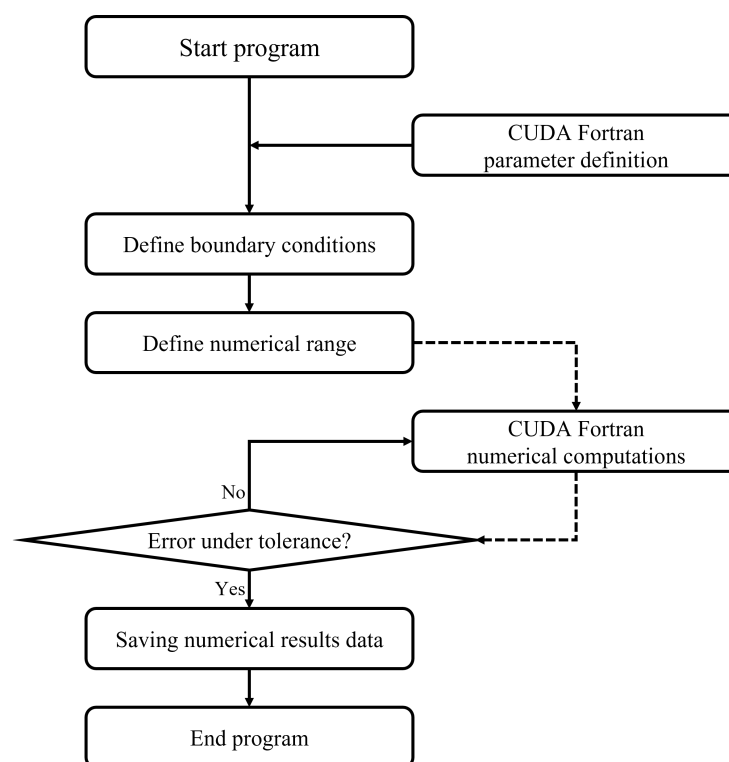 Start program
CUDA Fortran
parameter definition
Define boundary conditions
Define numerical range
CUDA Fortran
numerical computations
No
Error under tolerance?
Yes
Saving numerical results data
End program